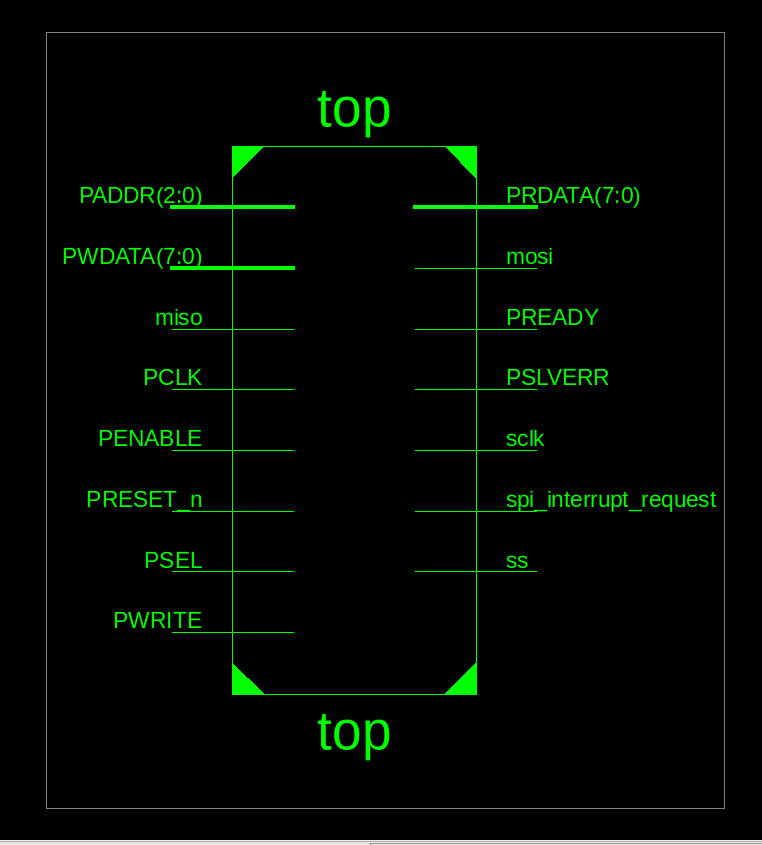 top
PADDR(2:0) PRDATA(7:0)
PWDATA(7:0) mosi
miso PREADY
PCLK PSLVERR
PENABLE sclk
PRESET_n spi_interrupt_request
PSEL ss
PWRITE
top